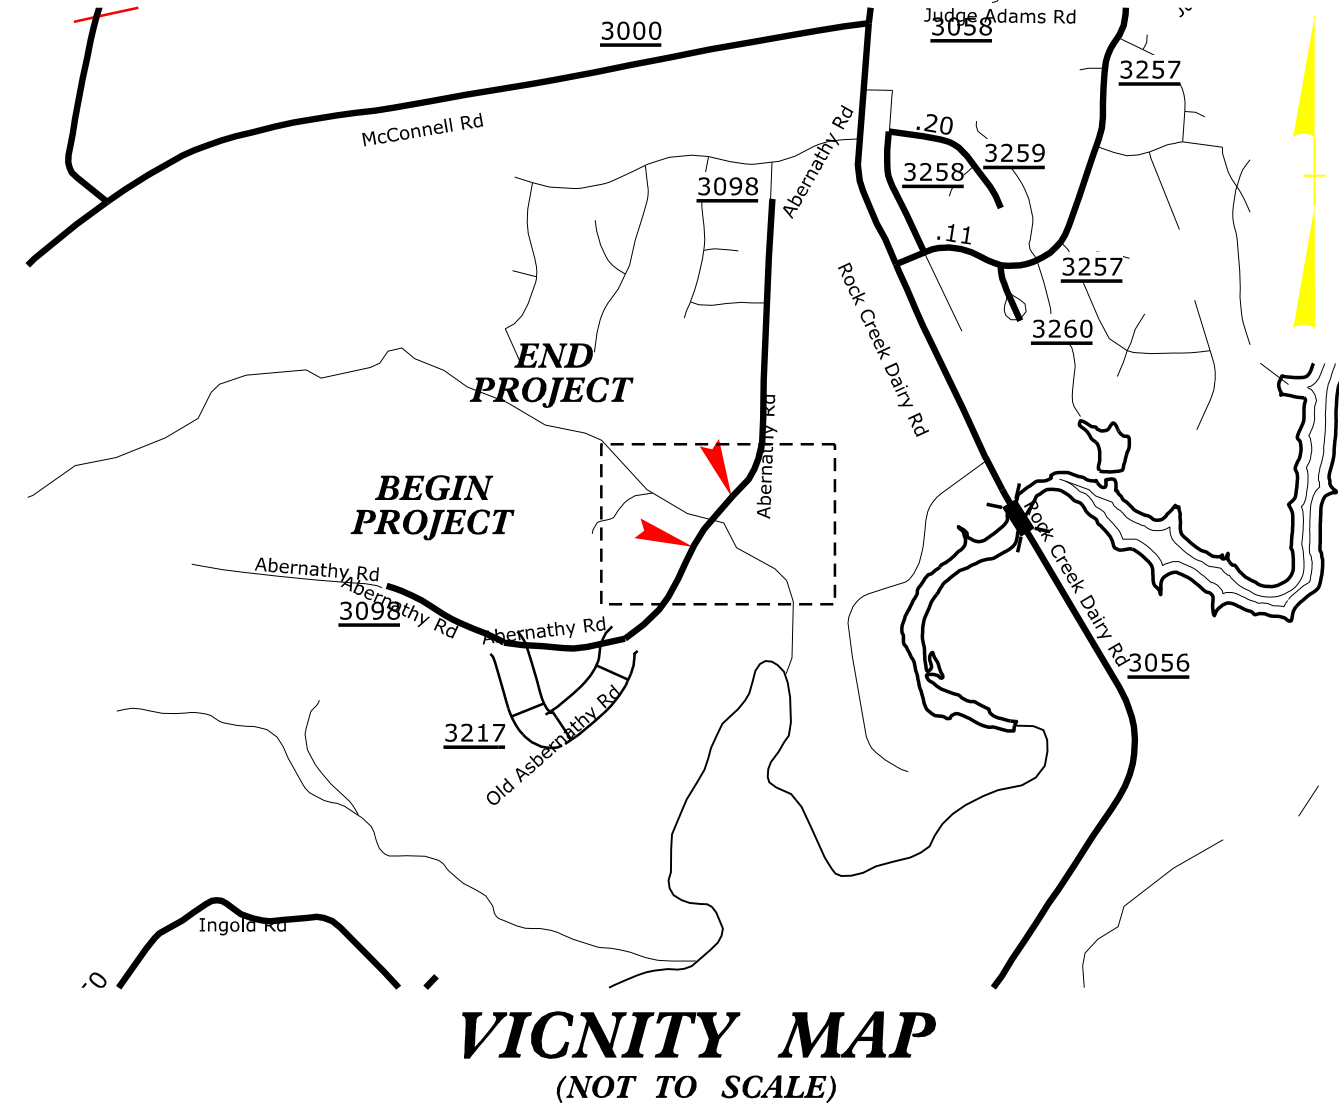 Judge Adams Rd
3058
3000
3257
McConnell Rd
.20
3259
3258
3098
Abernathy Rd
.11
3257
Rock Creek Dairy Rd
3260
END
PROJECT
Abernathy Rd
BEGIN
PROJECT
Abernathy Rd
Abernathy Rd
3098
Abernathy Rd
Rock Creek Dairy Rd
3056
3217
Old Asbernathy Rd
Ingold Rd
VICNITY MAP
(NOT TO SCALE)